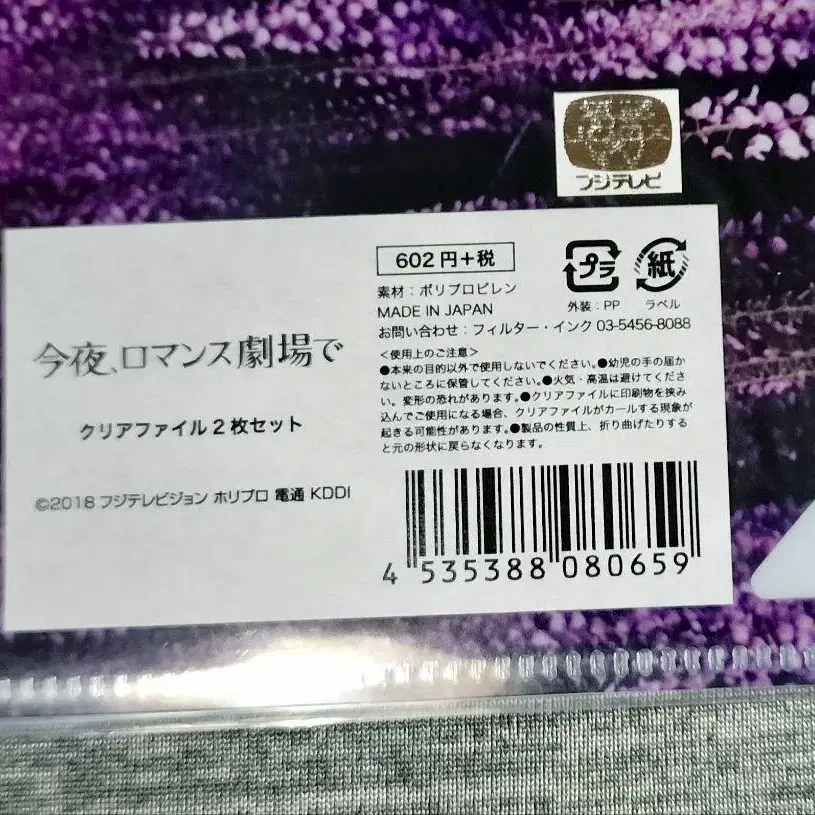 フジテレビ
602円+税
プラ
紙
外装：PP
ラベル
素材：ポリプロピレン
MADE IN JAPAN
お問い合わせ：フィルター・インク 03-5456-8088
<使用上のご注意>
●本来の目的以外で使用しないでください。●幼児の手の届か
ないところに保管してください。●火気・高温は避けてくださ
い。変形の恐れがあります。●クリアファイルに印刷物を挟み
込んでご使用になる場合、クリアファイルがカールする現象が
起きる可能性があります。●製品の性質上、折り曲げたりする
と元の形状に戻らなくなります。
今夜、ロマンス劇場で
クリアファイル2枚セット
©2018 フジテレビジョン ホリプロ 電通 KDDI
4 535388 080659